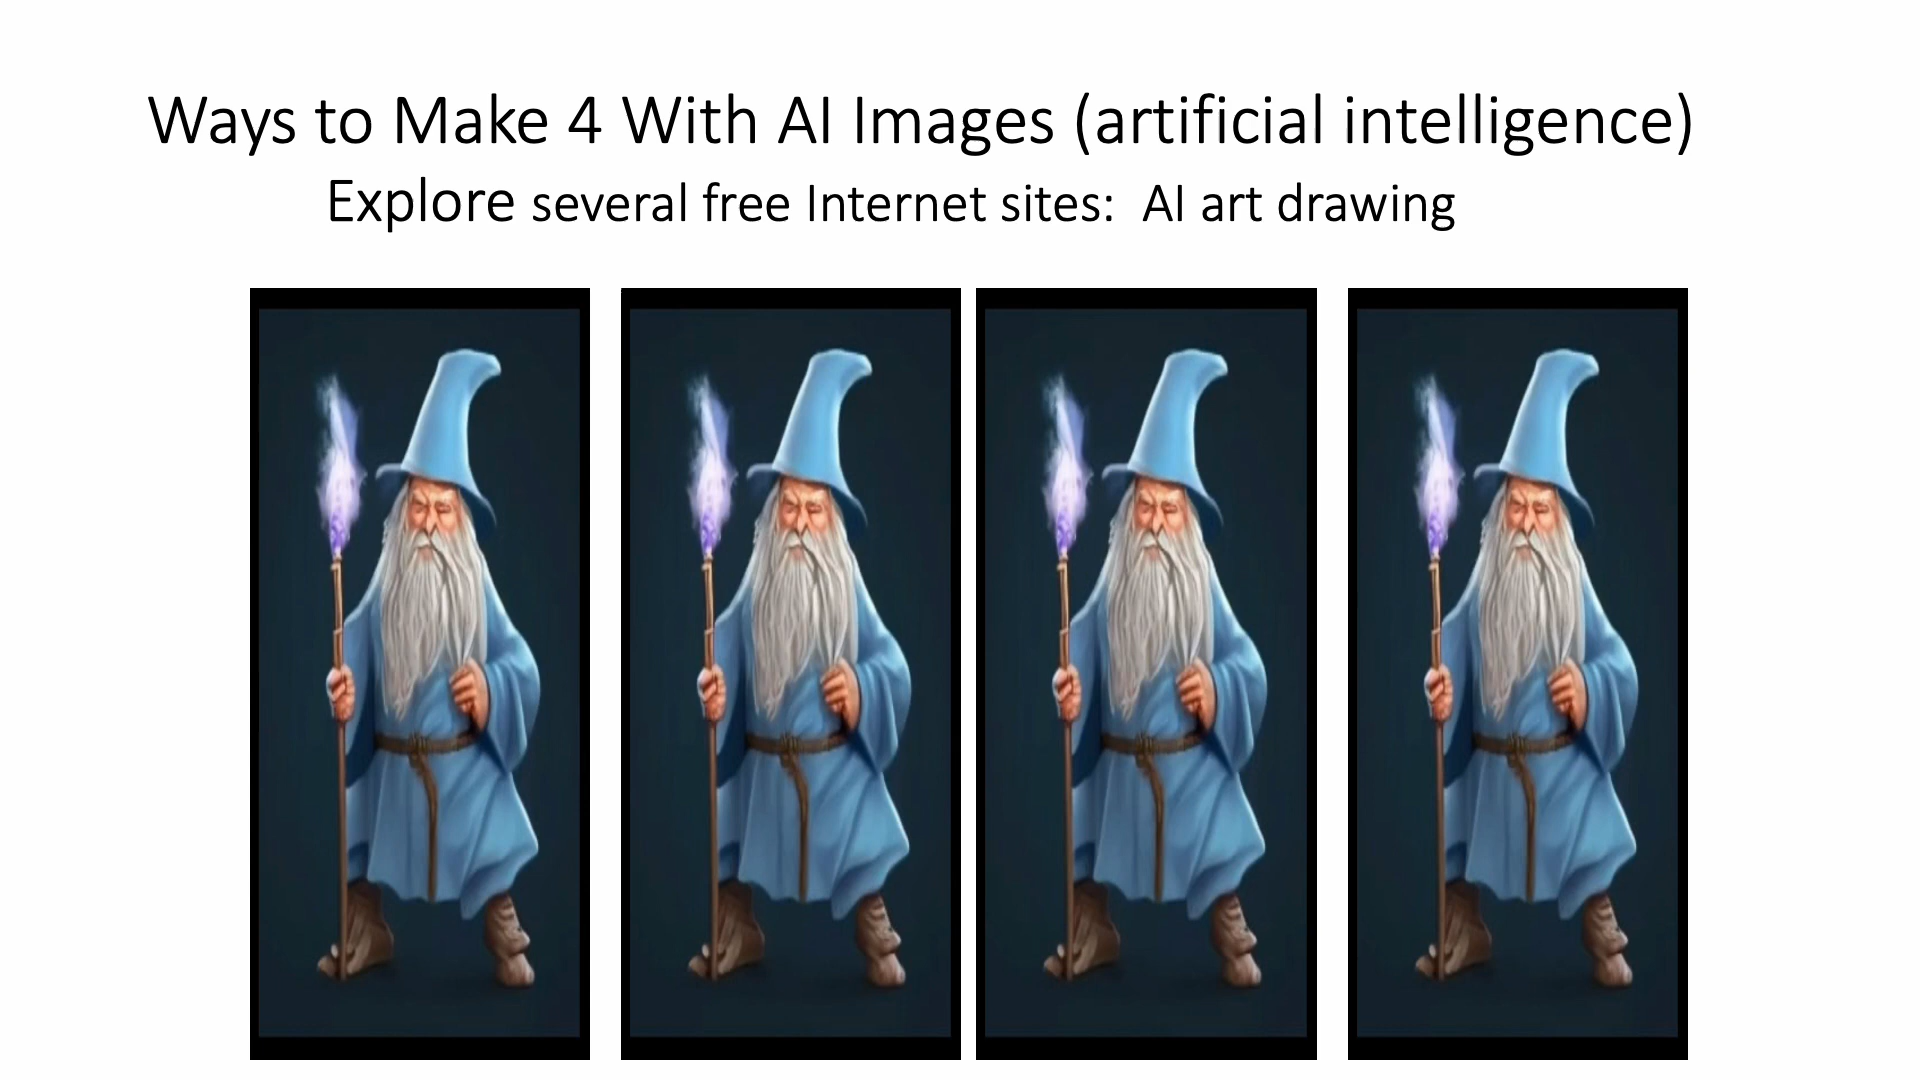 Ways to Make 4 With AI Images (artificial intelligence)
Explore several free Internet sites:  AI art drawing